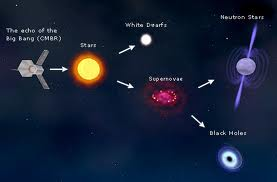 The echo of the
Big Bang (CMBR)
Stars
White Dwarfs
Supernovae
Neutron Stars
Black Holes